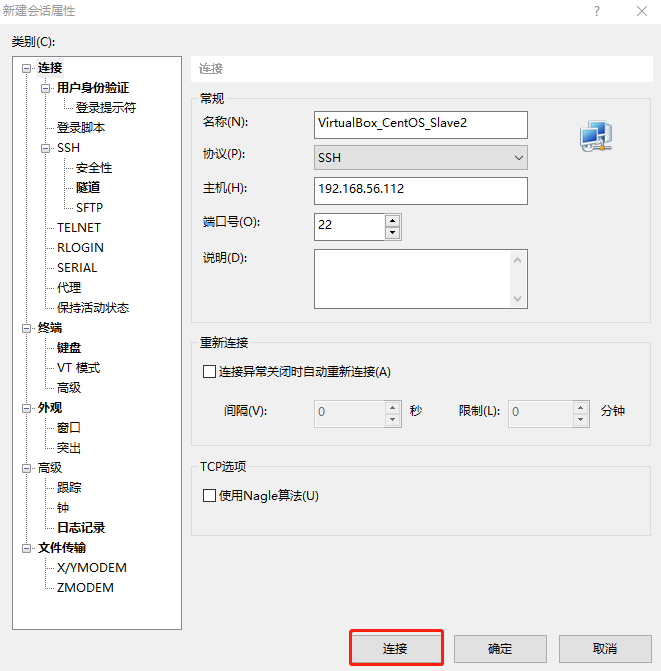 新建会话属性
类别(C):
连接
用户身份验证
登录提示符
登录脚本
SSH
安全性
隧道
SFTP
TELNET
RLOGIN
SERIAL
代理
保持活动状态
终端
键盘
VT 模式
高级
外观
窗口
突出
高级
跟踪
钟
日志记录
文件传输
X/YMODEM
ZMODEM
连接
常规
名称(N): VirtualBox_CentOS_Slave2
协议(P): SSH
主机(H): 192.168.56.112
端口号(O): 22
说明(D):
重新连接
连接异常关闭时自动重新连接(A)
间隔(V): 0 秒 限制(L): 0 分钟
TCP选项
使用Nagle算法(U)
连接 确定 取消